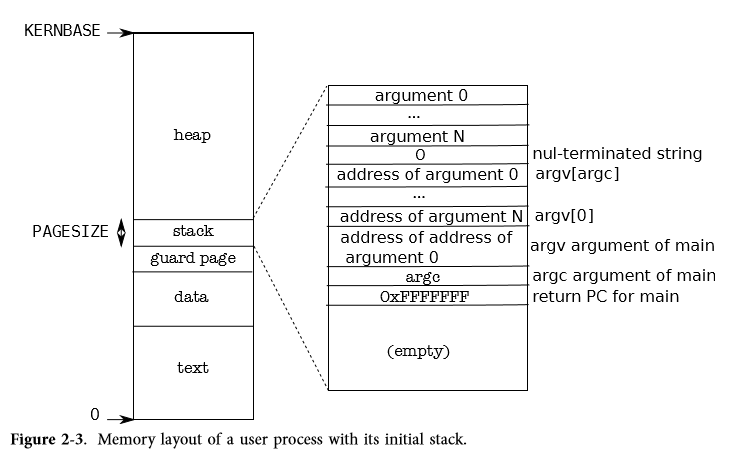 KERNBASE
heap
PAGESIZE
stack
guard page
data
text
0
argument 0
...
argument N
0
nul-terminated string
address of argument 0
argv[argc]
...
address of argument N
argv[0]
address of address of
argument 0
argv argument of main
argc
argc argument of main
0xFFFFFFF
return PC for main
(empty)
Figure 2-3. Memory layout of a user process with its initial stack.